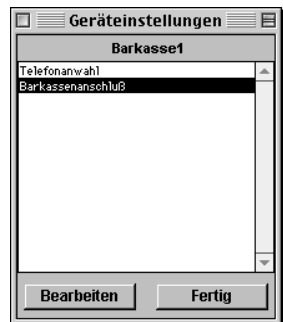 Geräteinstellungen
Barkasse1
Telefonanwahl
Barkassenanschluß
Bearbeiten Fertig